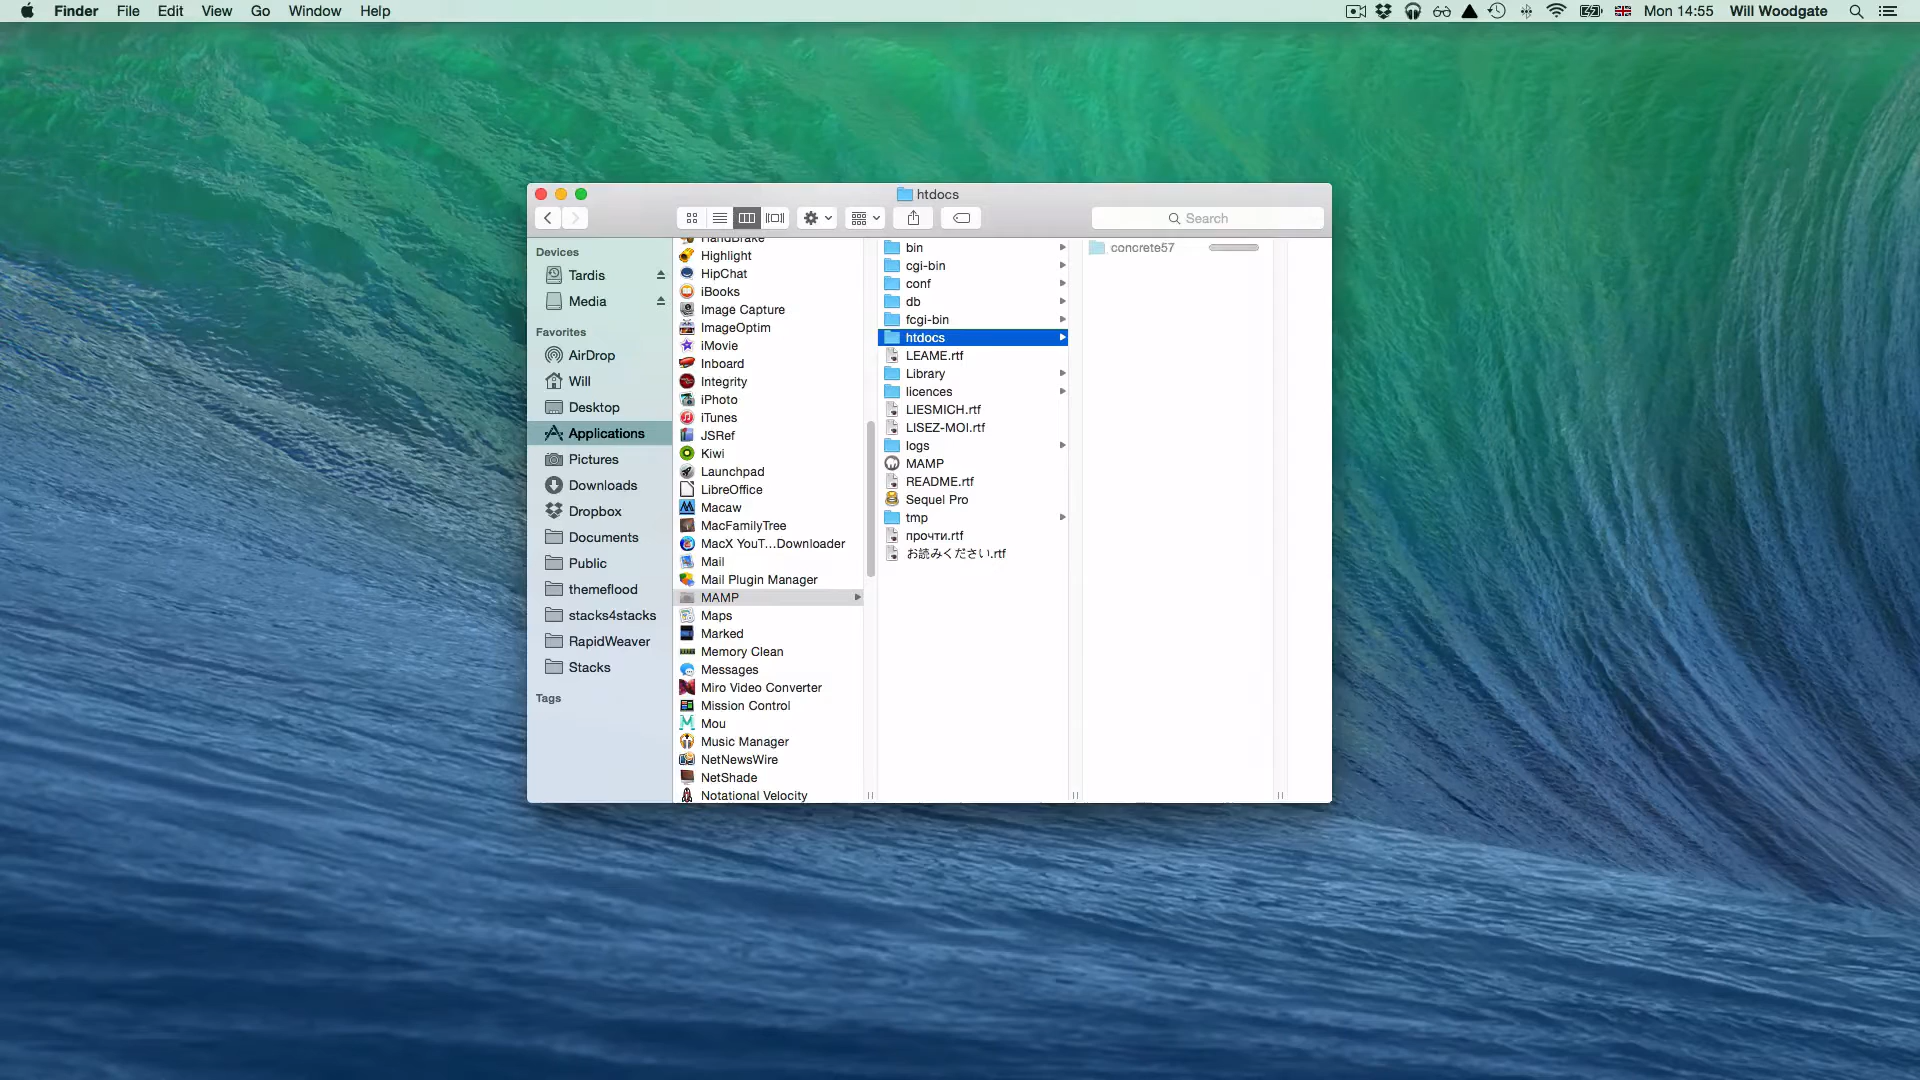 Finder File Edit View Go Window Help Mon 14:55 Will Woodgate
htdocs
Search
Devices
Tardis
Media
Favorites
AirDrop
Will
Desktop
Applications
Pictures
Downloads
Dropbox
Documents
Public
themeflood
stacks4stacks
RapidWeaver
Stacks
Tags
HandBrake
Highlight
HipChat
iBooks
Image Capture
ImageOptim
iMovie
Inboard
Integrity
iPhoto
iTunes
JSRef
Kiwi
Launchpad
LibreOffice
Macaw
MacFamilyTree
MacX YouT...Downloader
Mail
Mail Plugin Manager
MAMP
Maps
Marked
Memory Clean
Messages
Miro Video Converter
Mission Control
Mou
Music Manager
NetNewsWire
NetShade
Notational Velocity
bin
cgi-bin
conf
db
fcgi-bin
htdocs
LEAME.rtf
Library
licences
LIESMICH.rtf
LISEZ-MOI.rtf
logs
MAMP
README.rtf
Sequel Pro
tmp
прочти.rtf
お読みください.rtf
concrete57